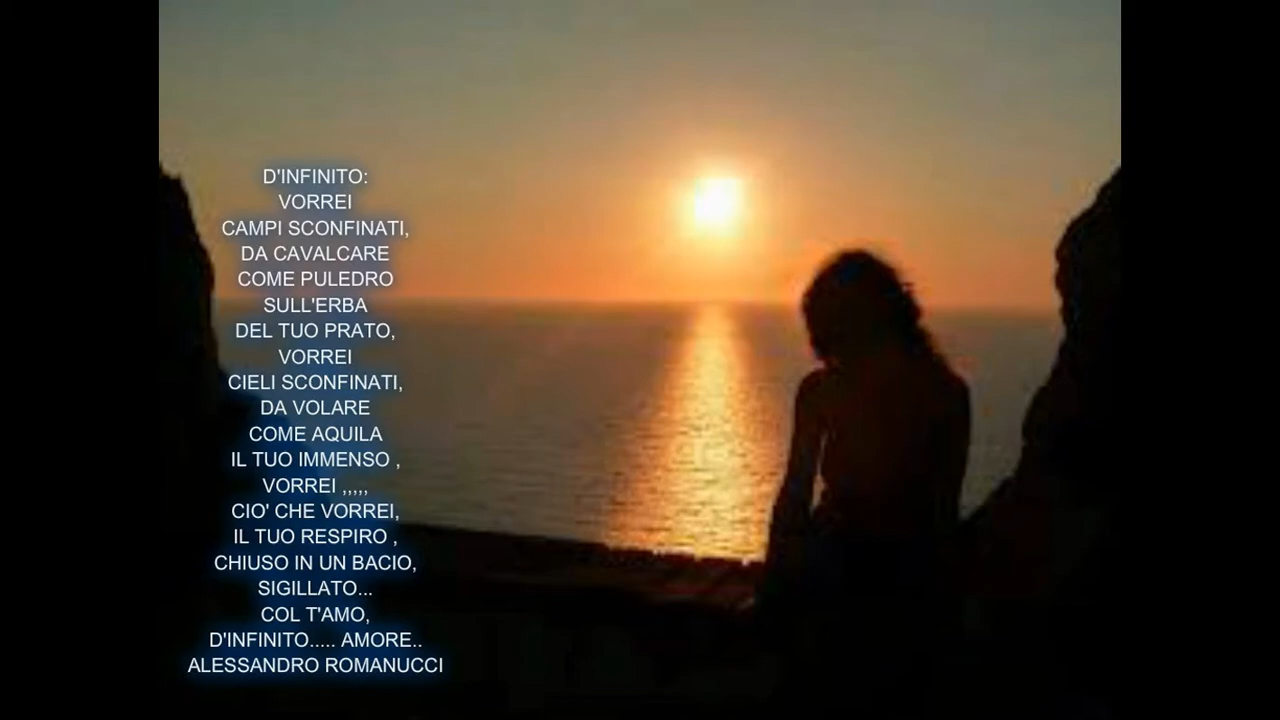 D'INFINITO:
VORREI
CAMPI SCONFINATI,
DA CAVALCARE
COME PULEDRO
SULL'ERBA
DEL TUO PRATO,
VORREI
CIELI SCONFINATI,
DA VOLARE
COME AQUILA
IL TUO IMMENSO ,
VORREI ,,,,,
CIO' CHE VORREI,
IL TUO RESPIRO ,
CHIUSO IN UN BACIO,
SIGILLATO...
COL T'AMO,
D'INFINITO..... AMORE..
ALESSANDRO ROMANUCCI